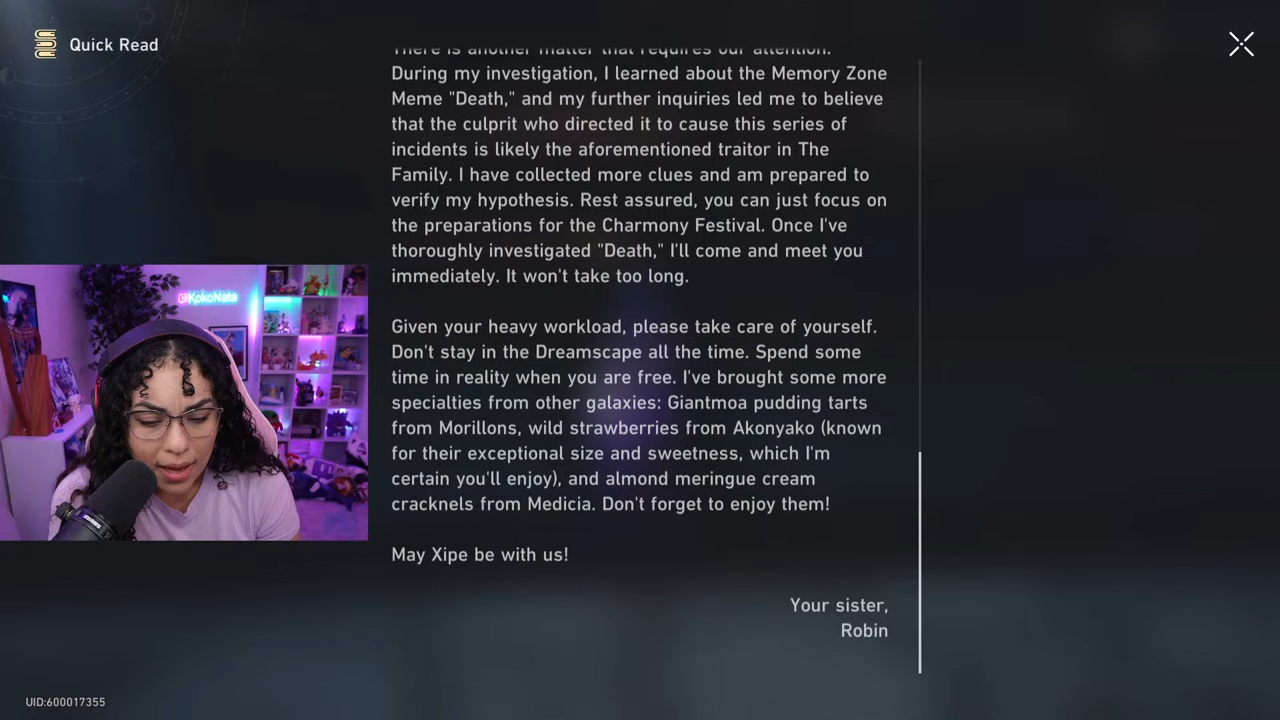 Quick Read
There is another matter that requires our attention.
During my investigation, I learned about the Memory Zone
Meme "Death," and my further inquiries led me to believe
that the culprit who directed it to cause this series of
incidents is likely the aforementioned traitor in The
Family. I have collected more clues and am prepared to
verify my hypothesis. Rest assured, you can just focus on
the preparations for the Charmony Festival. Once I've
thoroughly investigated "Death," I'll come and meet you
immediately. It won't take too long.
Given your heavy workload, please take care of yourself.
Don't stay in the Dreamscape all the time. Spend some
time in reality when you are free. I've brought some more
specialties from other galaxies: Giantmoa pudding tarts
from Morillons, wild strawberries from Akonyako (known
for their exceptional size and sweetness, which I'm
certain you'll enjoy), and almond meringue cream
cracknels from Medicia. Don't forget to enjoy them!
May Xipe be with us!
Your sister,
Robin
@KokoNata
UID:600017355